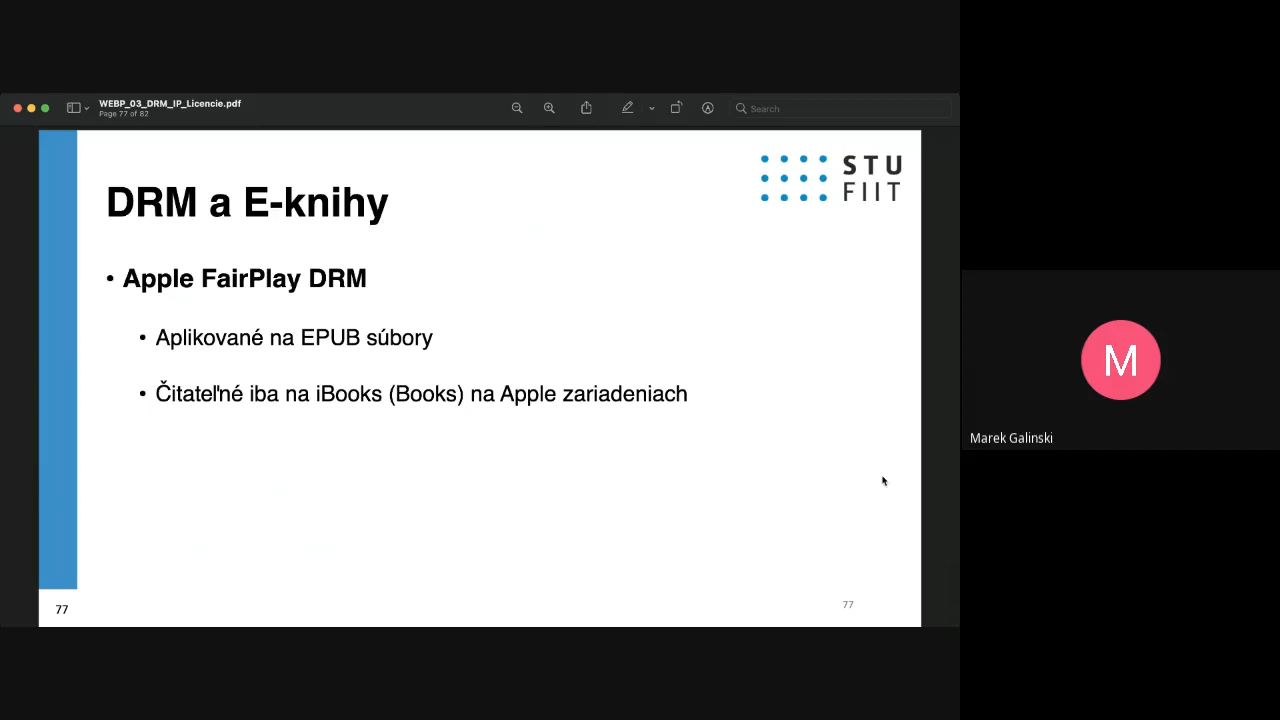 WEBP_03_DRM_IP_Licencie.pdf
Page 77 of 82
Search
STU
FIIT
DRM a E-knihy
• Apple FairPlay DRM
• Aplikované na EPUB súbory
• Čitateľné iba na iBooks (Books) na Apple zariadeniach
77
77
M
Marek Galinski